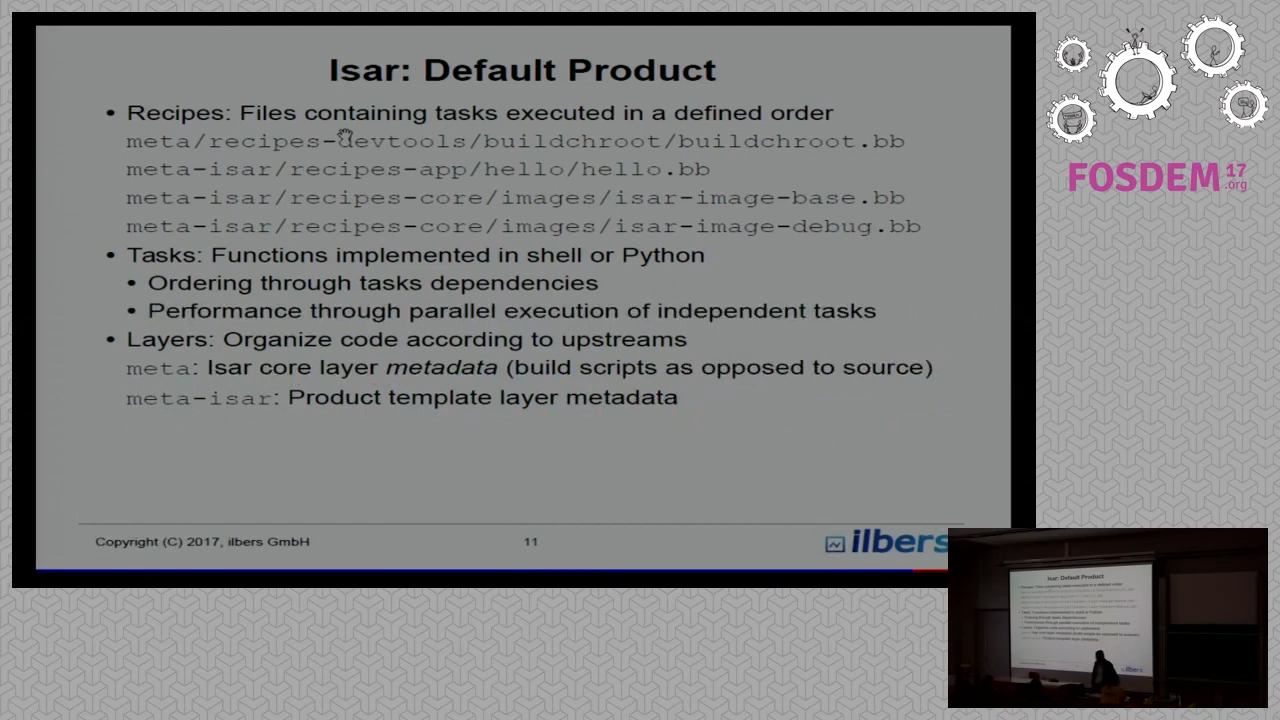 Isar: Default Product
• Recipes: Files containing tasks executed in a defined order
meta/recipes-devtools/buildchroot/buildchroot.bb
meta-isar/recipes-app/hello/hello.bb
meta-isar/recipes-core/images/isar-image-base.bb
meta-isar/recipes-core/images/isar-image-debug.bb
• Tasks: Functions implemented in shell or Python
• Ordering through tasks dependencies
• Performance through parallel execution of independent tasks
• Layers: Organize code according to upstreams
meta: Isar core layer metadata (build scripts as opposed to source)
meta-isar: Product template layer metadata
Copyright (C) 2017, ilbers GmbH
11
ilbers
FOSDEM 17
.org
Isar: Default Product
ilbers